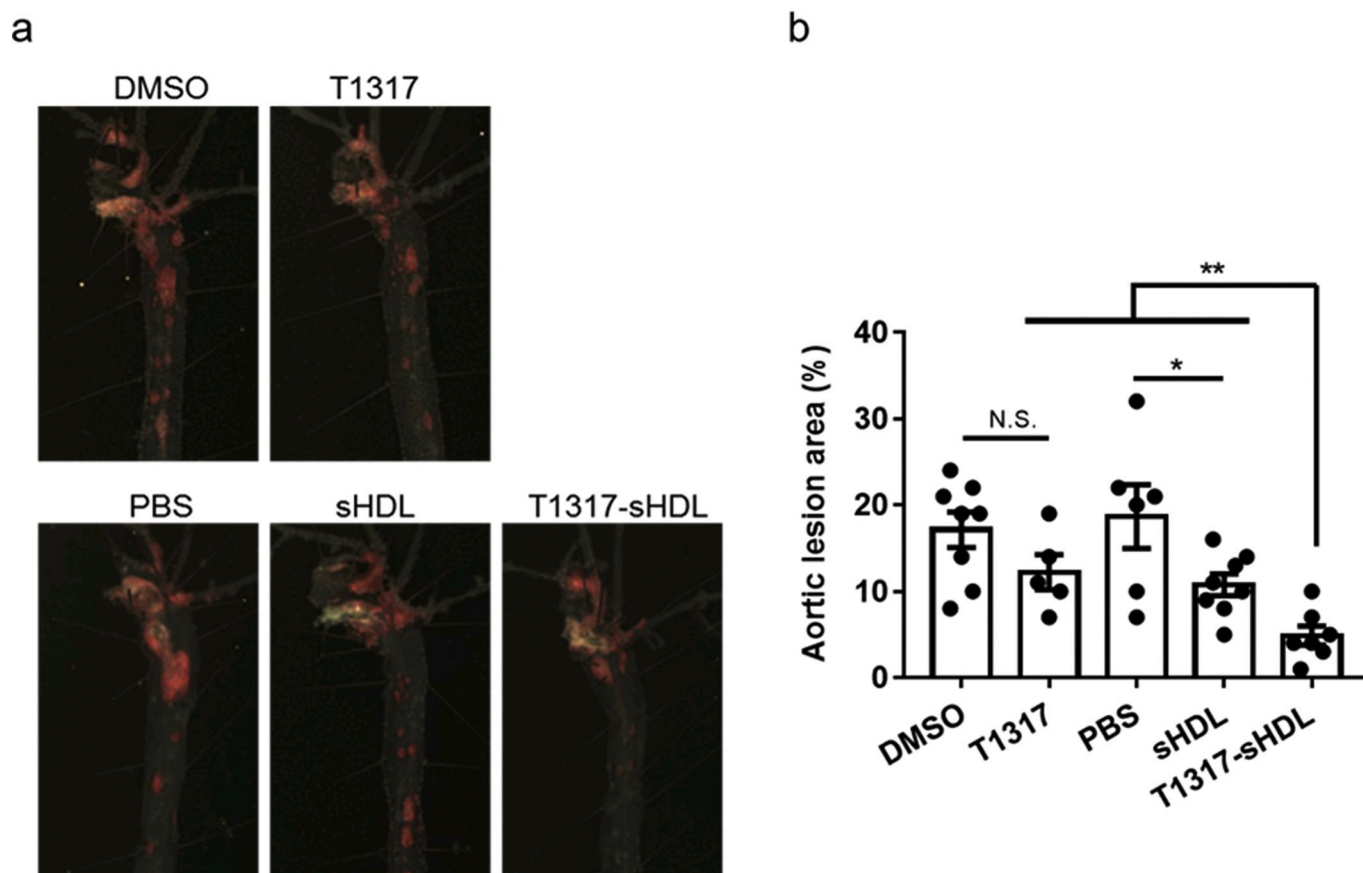 a
DMSO T1317
PBS sHDL T1317-sHDL
b
**
*
N.S.
Aortic lesion area (%)
40
30
20
10
0
DMSO
T1317
PBS
sHDL
T1317-sHDL